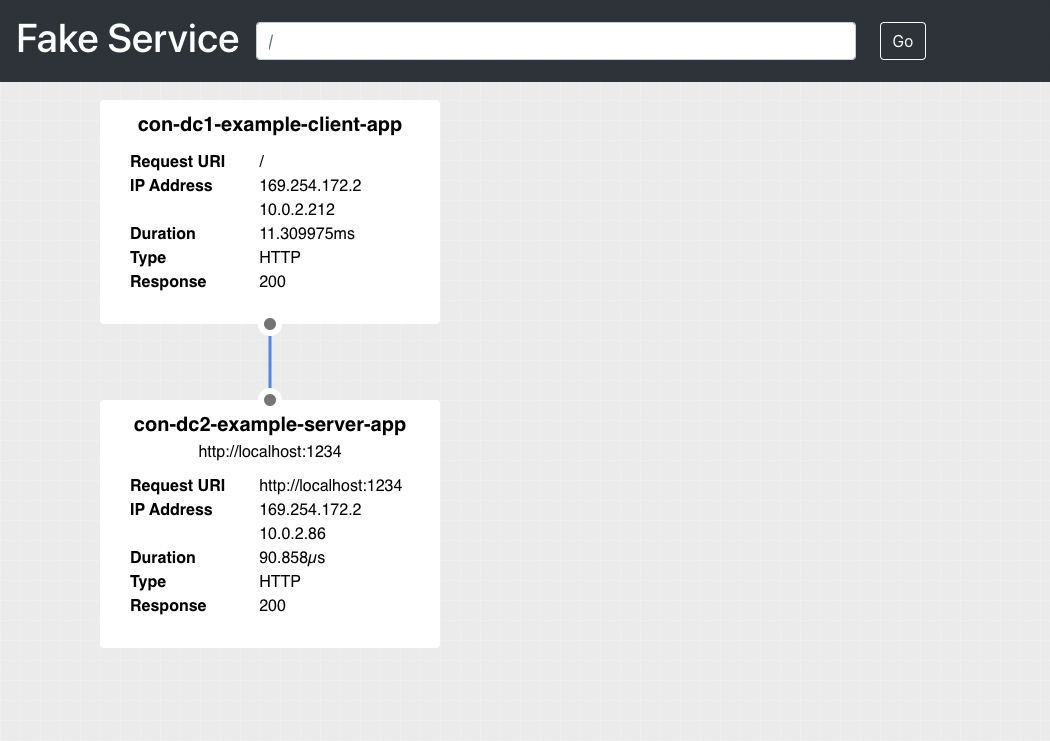 Fake Service / Go
con-dc1-example-client-app
Request URI /
IP Address 169.254.172.2
10.0.2.212
Duration 11.309975ms
Type HTTP
Response 200
con-dc2-example-server-app
http://localhost:1234
Request URI http://localhost:1234
IP Address 169.254.172.2
10.0.2.86
Duration 90.858µs
Type HTTP
Response 200